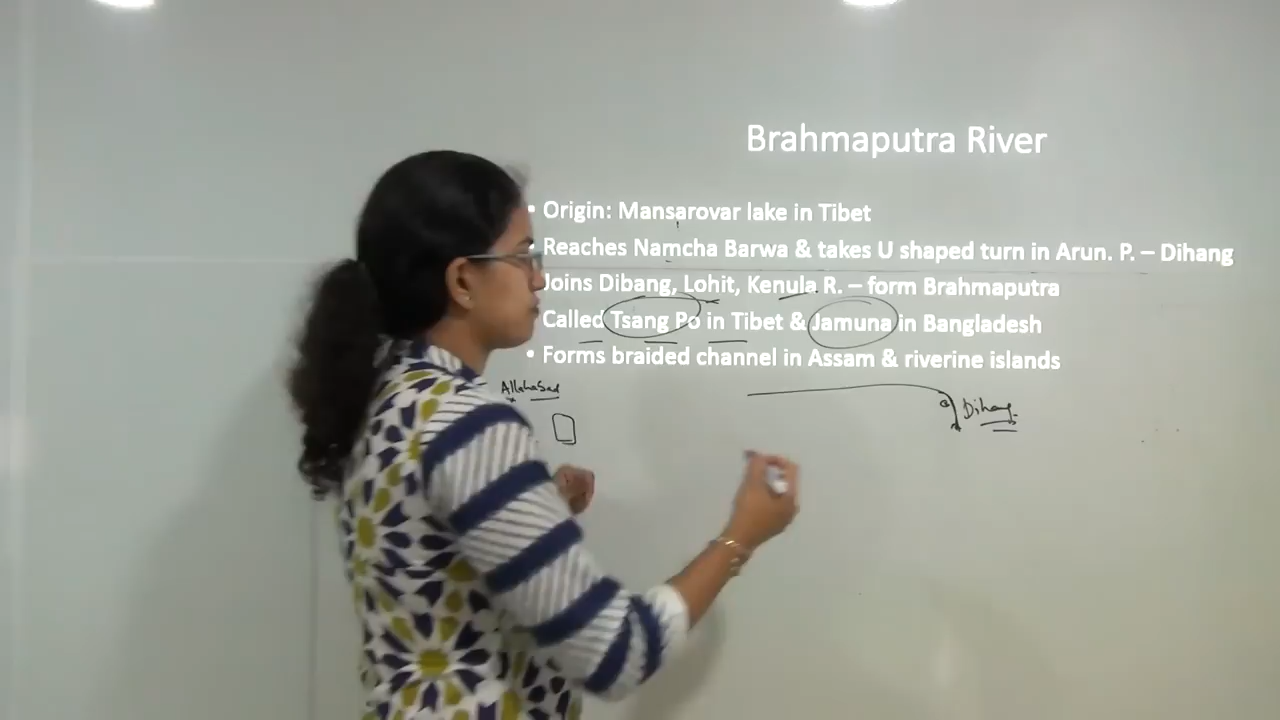 Brahmaputra River
• Origin: Mansarovar lake in Tibet
• Reaches Namcha Barwa & takes U shaped turn in Arun. P. – Dihang
Joins Dibang, Lohit, Kenula R. – form Brahmaputra
Called Tsang Po in Tibet & Jamuna in Bangladesh
• Forms braided channel in Assam & riverine islands
Allahabad
Dihang